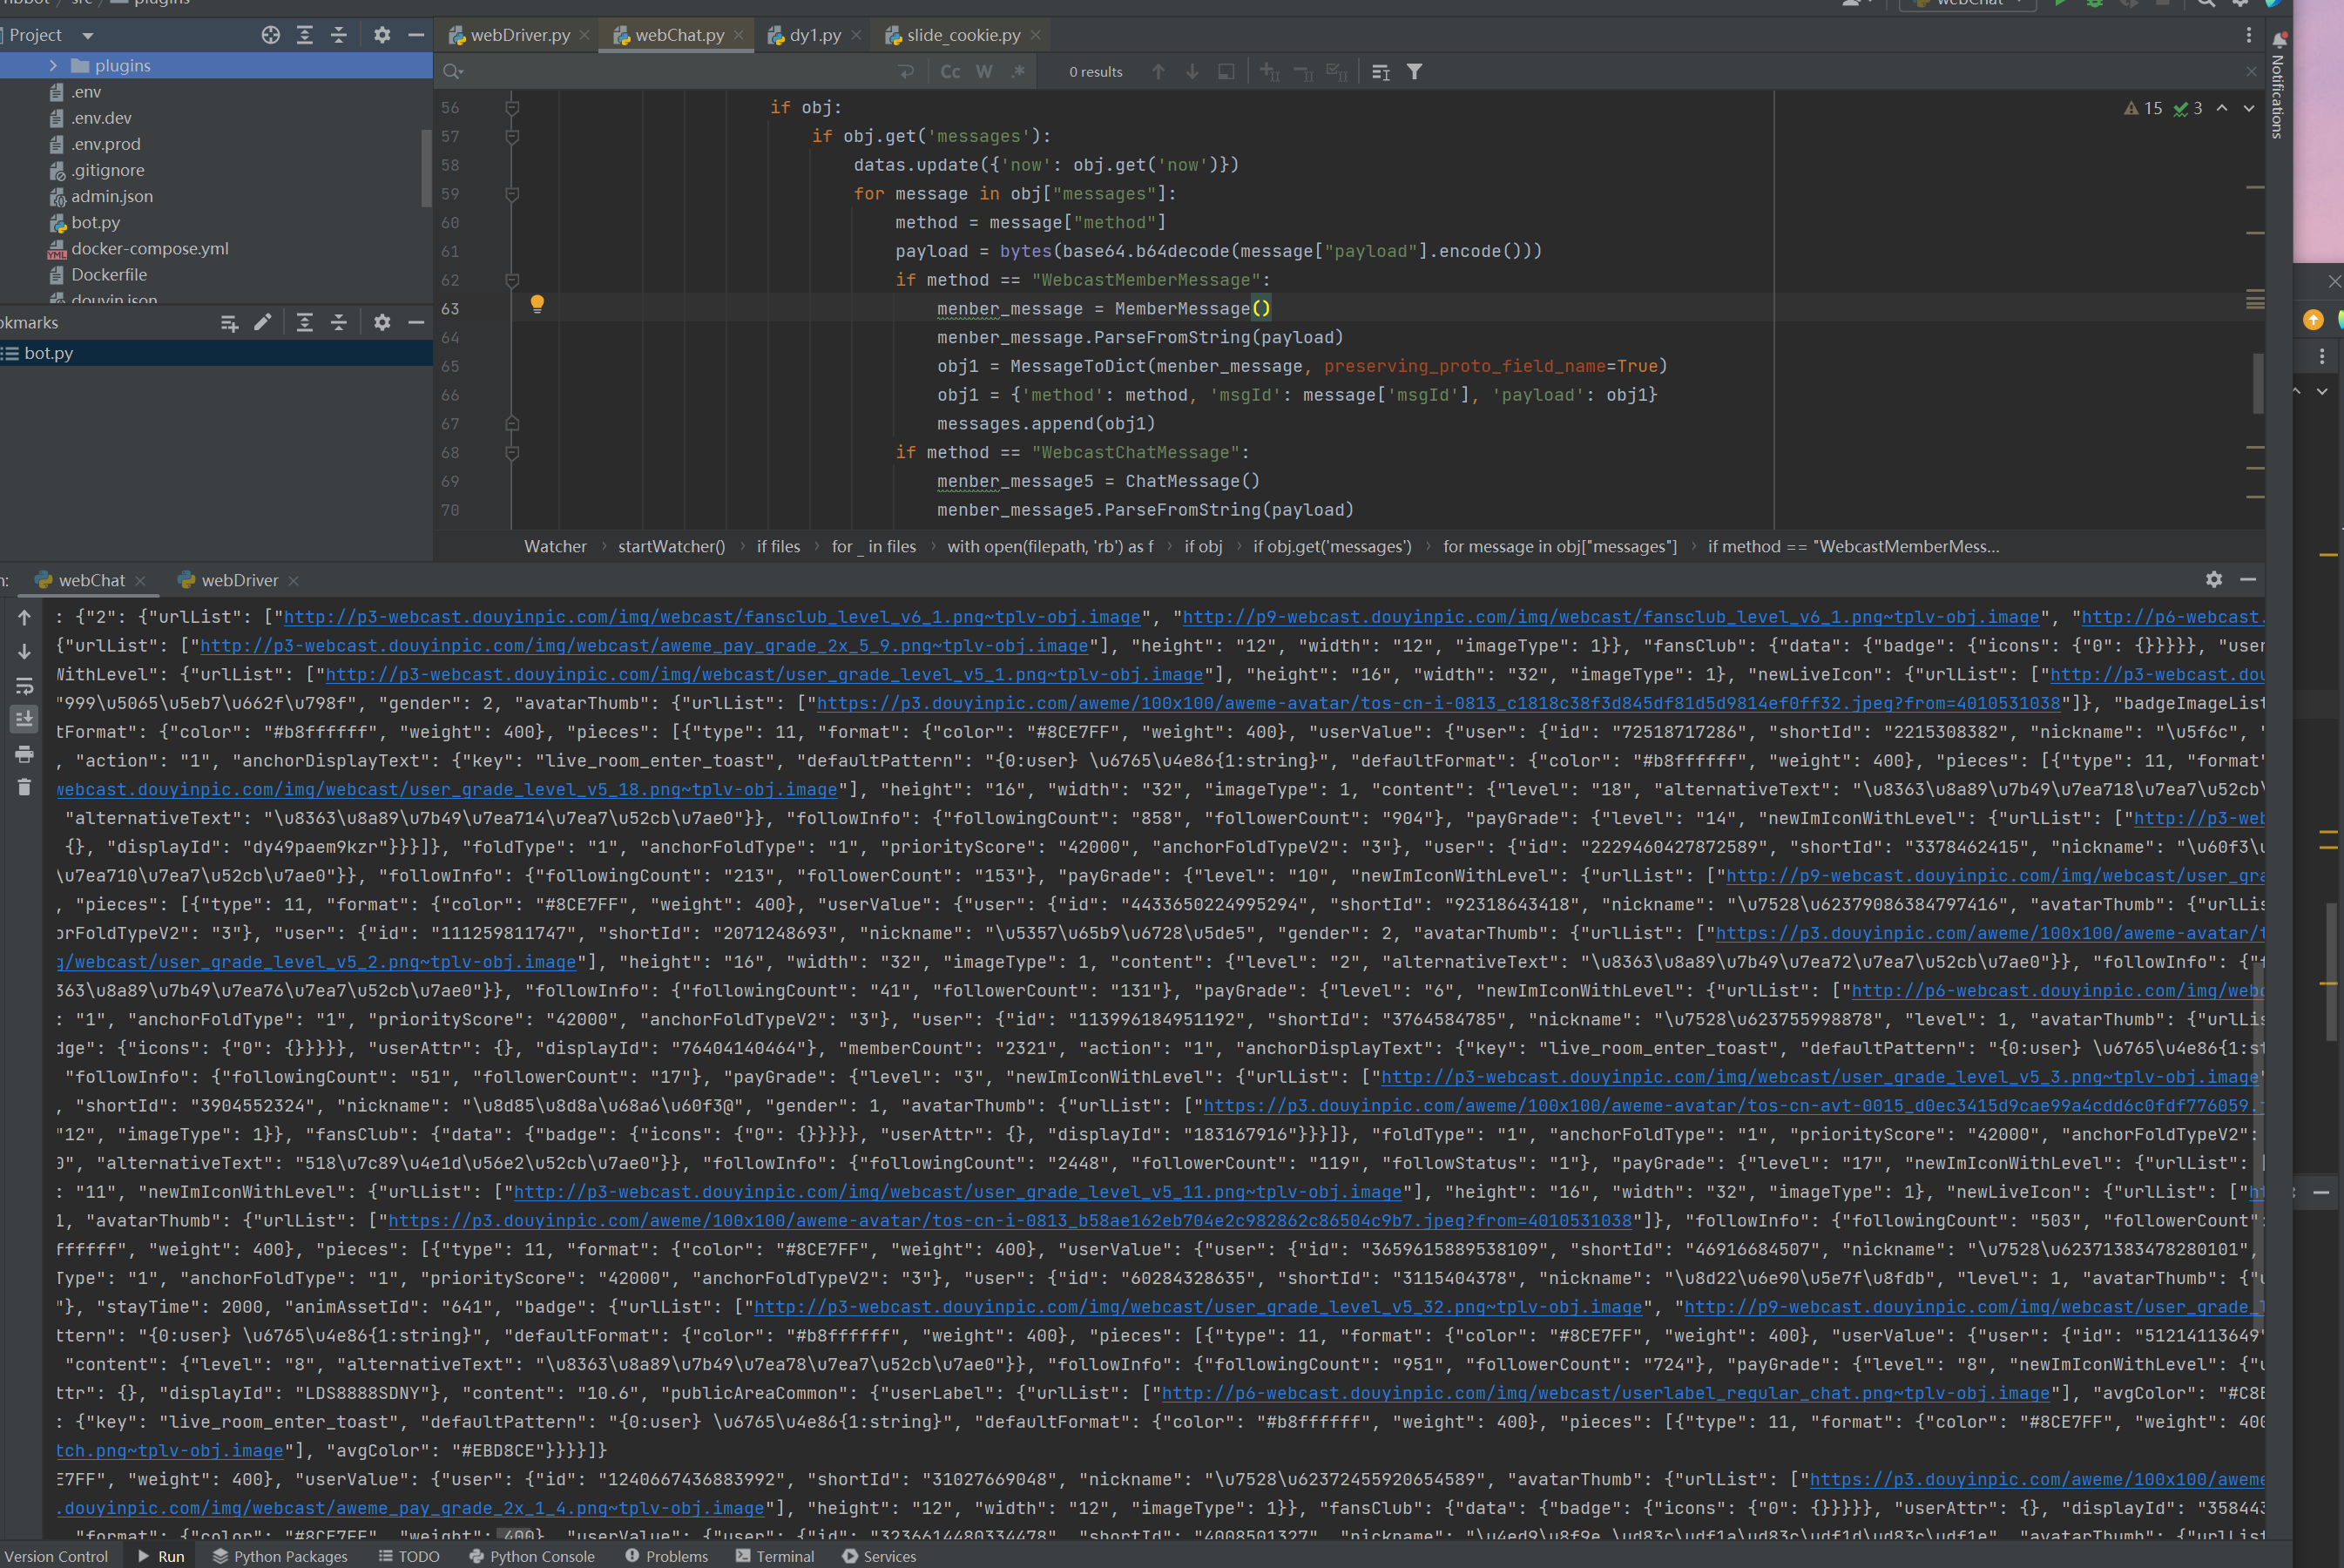 src
plugins
webChat
Project
webDriver.py
webChat.py
dy1.py
slide_cookie.py
plugins
.env
.env.dev
.env.prod
.gitignore
admin.json
bot.py
docker-compose.yml
Dockerfile
douyin.json
okmarks
bot.py
Cc W .*
0 results
15 3
Notifications
56 if obj:
57 if obj.get('messages'):
58 datas.update({'now': obj.get('now')})
59 for message in obj["messages"]:
60 method = message["method"]
61 payload = bytes(base64.b64decode(message["payload"].encode()))
62 if method == "WebcastMemberMessage":
63 menber_message = MemberMessage()
64 menber_message.ParseFromString(payload)
65 obj1 = MessageToDict(menber_message, preserving_proto_field_name=True)
66 obj1 = {'method': method, 'msgId': message['msgId'], 'payload': obj1}
67 messages.append(obj1)
68 if method == "WebcastChatMessage":
69 menber_message5 = ChatMessage()
70 menber_message5.ParseFromString(payload)
Watcher › startWatcher() › if files › for _ in files › with open(filepath, 'rb') as f › if obj › if obj.get('messages') › for message in obj["messages"] › if method == "WebcastMemberMess...
n: webChat webDriver
: {"2": {"urlList": ["http://p3-webcast.douyinpic.com/img/webcast/fansclub_level_v6_1.png~tplv-obj.image", "http://p9-webcast.douyinpic.com/img/webcast/fansclub_level_v6_1.png~tplv-obj.image", "http://p6-webcast.
{"urlList": ["http://p3-webcast.douyinpic.com/img/webcast/aweme_pay_grade_2x_5_9.png~tplv-obj.image"], "height": "12", "width": "12", "imageType": 1}}, "fansClub": {"data": {"badge": {"icons": {"0": {}}}}}, "user
WithLevel": {"urlList": ["http://p3-webcast.douyinpic.com/img/webcast/user_grade_level_v5_1.png~tplv-obj.image"], "height": "16", "width": "32", "imageType": 1}, "newLiveIcon": {"urlList": ["http://p3-webcast.dou
"999\u5065\u5eb7\u662f\u798f", "gender": 2, "avatarThumb": {"urlList": ["https://p3.douyinpic.com/aweme/100x100/aweme-avatar/tos-cn-i-0813_c1818c38f3d845df81d5d9814ef0ff32.jpeg?from=4010531038"]}, "badgeImageList
tFormat": {"color": "#b8ffffff", "weight": 400}, "pieces": [{"type": 11, "format": {"color": "#8CE7FF", "weight": 400}, "userValue": {"user": {"id": "72518717286", "shortId": "2215308382", "nickname": "\u5f6c", "
, "action": "1", "anchorDisplayText": {"key": "live_room_enter_toast", "defaultPattern": "{0:user} \u6765\u4e86{1:string}", "defaultFormat": {"color": "#b8ffffff", "weight": 400}, "pieces": [{"type": 11, "format"
webcast.douyinpic.com/img/webcast/user_grade_level_v5_18.png~tplv-obj.image"], "height": "16", "width": "32", "imageType": 1, "content": {"level": "18", "alternativeText": "\u8363\u8a89\u7b49\u7ea718\u7ea7\u52cb\
"alternativeText": "\u8363\u8a89\u7b49\u7ea714\u7ea7\u52cb\u7ae0"}}, "followInfo": {"followingCount": "858", "followerCount": "904"}, "payGrade": {"level": "14", "newImIconWithLevel": {"urlList": ["http://p3-web
{}, "displayId": "dy49paem9kzr"}}}]}, "foldType": "1", "anchorFoldType": "1", "priorityScore": "42000", "anchorFoldTypeV2": "3"}, "user": {"id": "2229460427872589", "shortId": "3378462415", "nickname": "\u60f3\u
\u7ea710\u7ea7\u52cb\u7ae0"}}, "followInfo": {"followingCount": "213", "followerCount": "153"}, "payGrade": {"level": "10", "newImIconWithLevel": {"urlList": ["http://p9-webcast.douyinpic.com/img/webcast/user_gra
, "pieces": [{"type": 11, "format": {"color": "#8CE7FF", "weight": 400}, "userValue": {"user": {"id": "4433650224995294", "shortId": "92318643418", "nickname": "\u7528\u62379086384797416", "avatarThumb": {"urlLis
orFoldTypeV2": "3"}, "user": {"id": "111259811747", "shortId": "2071248693", "nickname": "\u5357\u65b9\u6728\u5de5", "gender": 2, "avatarThumb": {"urlList": ["https://p3.douyinpic.com/aweme/100x100/aweme-avatar/t
g/webcast/user_grade_level_v5_2.png~tplv-obj.image"], "height": "16", "width": "32", "imageType": 1, "content": {"level": "2", "alternativeText": "\u8363\u8a89\u7b49\u7ea72\u7ea7\u52cb\u7ae0"}}, "followInfo": {"f
8363\u8a89\u7b49\u7ea76\u7ea7\u52cb\u7ae0"}}, "followInfo": {"followingCount": "41", "followerCount": "131"}, "payGrade": {"level": "6", "newImIconWithLevel": {"urlList": ["http://p6-webcast.douyinpic.com/img/webc
: "1", "anchorFoldType": "1", "priorityScore": "42000", "anchorFoldTypeV2": "3"}, "user": {"id": "113996184951192", "shortId": "3764584785", "nickname": "\u7528\u623755998878", "level": 1, "avatarThumb": {"urlLis
dge": {"icons": {"0": {}}}}}, "userAttr": {}, "displayId": "76404140464"}, "memberCount": "2321", "action": "1", "anchorDisplayText": {"key": "live_room_enter_toast", "defaultPattern": "{0:user} \u6765\u4e86{1:st
"followInfo": {"followingCount": "51", "followerCount": "17"}, "payGrade": {"level": "3", "newImIconWithLevel": {"urlList": ["http://p3-webcast.douyinpic.com/img/webcast/user_grade_level_v5_3.png~tplv-obj.image"
, "shortId": "3904552324", "nickname": "\u8d85\u8d8a\u68a6\u60f3@", "gender": 1, "avatarThumb": {"urlList": ["https://p3.douyinpic.com/aweme/100x100/aweme-avatar/tos-cn-avt-0015_d0ec3415d9cae99a4cdd6c0fdf776059.
"12", "imageType": 1}}, "fansClub": {"data": {"badge": {"icons": {"0": {}}}}}, "userAttr": {}, "displayId": "183167916"}}}]}, "foldType": "1", "anchorFoldType": "1", "priorityScore": "42000", "anchorFoldTypeV2":
0", "alternativeText": "518\u7c89\u4e1d\u56e2\u52cb\u7ae0"}}, "followInfo": {"followingCount": "2448", "followerCount": "119", "followStatus": "1"}, "payGrade": {"level": "17", "newImIconWithLevel": {"urlList": [
: "11", "newImIconWithLevel": {"urlList": ["http://p3-webcast.douyinpic.com/img/webcast/user_grade_level_v5_11.png~tplv-obj.image"], "height": "16", "width": "32", "imageType": 1}, "newLiveIcon": {"urlList": ["ht
1, "avatarThumb": {"urlList": ["https://p3.douyinpic.com/aweme/100x100/aweme-avatar/tos-cn-i-0813_b58ae162eb704e2c982862c86504c9b7.jpeg?from=4010531038"]}, "followInfo": {"followingCount": "503", "followerCount":
ffffff", "weight": 400}, "pieces": [{"type": 11, "format": {"color": "#8CE7FF", "weight": 400}, "userValue": {"user": {"id": "3659615889538109", "shortId": "46916684507", "nickname": "\u7528\u62371383478280101",
Type": "1", "anchorFoldType": "1", "priorityScore": "42000", "anchorFoldTypeV2": "3"}, "user": {"id": "60284328635", "shortId": "3115404378", "nickname": "\u8d22\u6e90\u5e7f\u8fdb", "level": 1, "avatarThumb": {"u
"}, "stayTime": 2000, "animAssetId": "641", "badge": {"urlList": ["http://p3-webcast.douyinpic.com/img/webcast/user_grade_level_v5_32.png~tplv-obj.image", "http://p9-webcast.douyinpic.com/img/webcast/user_grade_l
ttern": "{0:user} \u6765\u4e86{1:string}", "defaultFormat": {"color": "#b8ffffff", "weight": 400}, "pieces": [{"type": 11, "format": {"color": "#8CE7FF", "weight": 400}, "userValue": {"user": {"id": "51214113649"
"content": {"level": "8", "alternativeText": "\u8363\u8a89\u7b49\u7ea78\u7ea7\u52cb\u7ae0"}}, "followInfo": {"followingCount": "951", "followerCount": "724"}, "payGrade": {"level": "8", "newImIconWithLevel": {"u
ttr": {}, "displayId": "LDS8888SDNY"}, "content": "10.6", "publicAreaCommon": {"userLabel": {"urlList": ["http://p6-webcast.douyinpic.com/img/webcast/userlabel_regular_chat.png~tplv-obj.image"], "avgColor": "#C8E
: {"key": "live_room_enter_toast", "defaultPattern": "{0:user} \u6765\u4e86{1:string}", "defaultFormat": {"color": "#b8ffffff", "weight": 400}, "pieces": [{"type": 11, "format": {"color": "#8CE7FF", "weight": 400
tch.png~tplv-obj.image"], "avgColor": "#EBD8CE"}}}}]}
E7FF", "weight": 400}, "userValue": {"user": {"id": "1240667436883992", "shortId": "31027669048", "nickname": "\u7528\u62372455920654589", "avatarThumb": {"urlList": ["https://p3.douyinpic.com/aweme/100x100/aweme
.douyinpic.com/img/webcast/aweme_pay_grade_2x_1_4.png~tplv-obj.image"], "height": "12", "width": "12", "imageType": 1}}, "fansClub": {"data": {"badge": {"icons": {"0": {}}}}}, "userAttr": {}, "displayId": "358443
"format": {"color": "#8CE7FF", "weight": 400}, "userValue": {"user": {"id": "3236614480334478", "shortId": "4008501327", "nickname": "\u4ed9\u8f9e \ud83c\udf1a\ud83c\udf1d\ud83c\udf1e", "avatarThumb": {"urlList
Version Control Run Python Packages TODO Python Console Problems Terminal Services